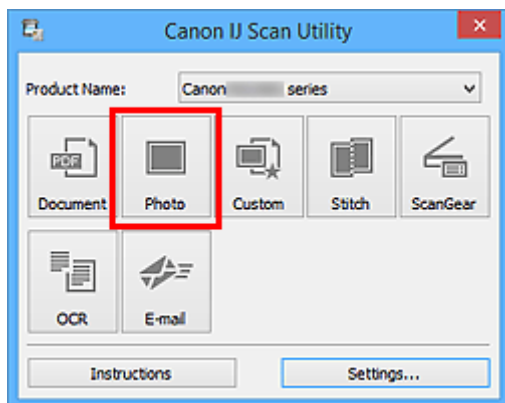 Canon IJ Scan Utility
Product Name: Canon series
PDF
Document Photo Custom Stitch ScanGear
OCR E-mail
Instructions Settings...